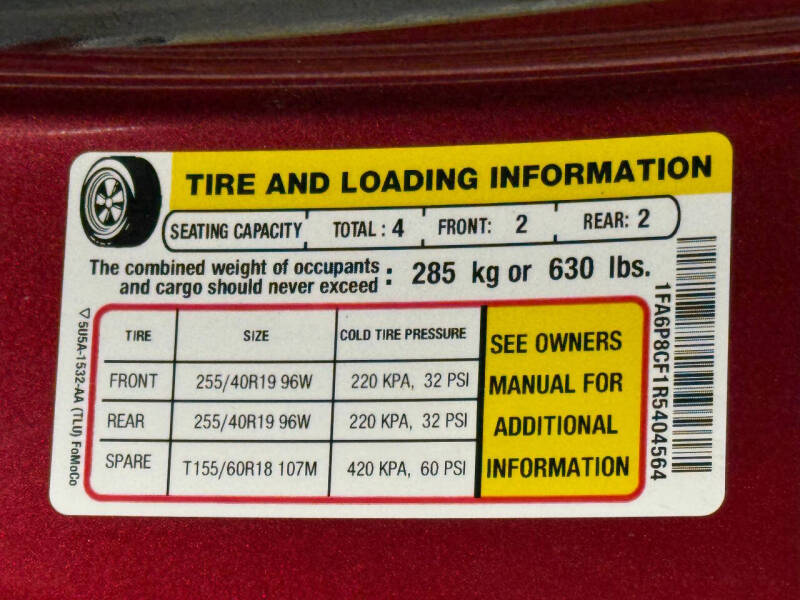 TIRE AND LOADING INFORMATION
SEATING CAPACITY TOTAL : 4 FRONT: 2 REAR: 2
The combined weight of occupants
and cargo should never exceed : 285 kg or 630 lbs.
TIRE SIZE COLD TIRE PRESSURE
FRONT 255/40R19 96W 220 KPA, 32 PSI
REAR 255/40R19 96W 220 KPA, 32 PSI
SPARE T155/60R18 107M 420 KPA, 60 PSI
SEE OWNERS
MANUAL FOR
ADDITIONAL
INFORMATION
1FA6P8CF1R5404564
5U5A-1532-AA (TLU) FoMoCo